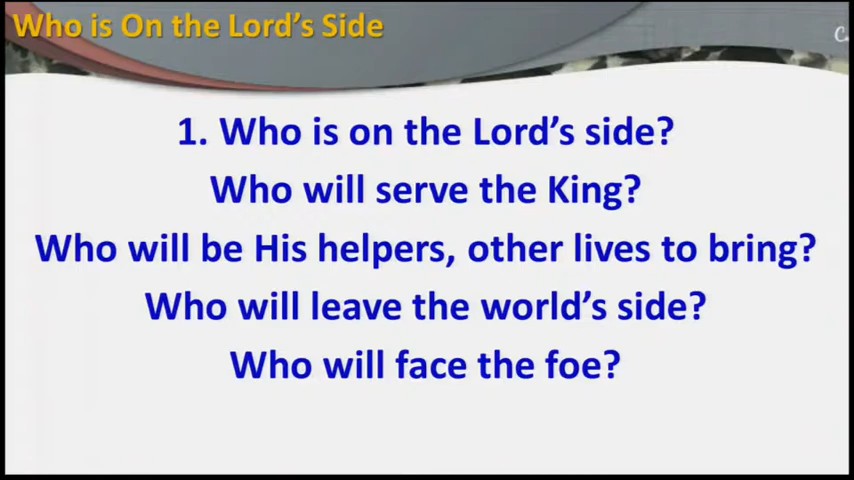 Who is On the Lord's Side
1. Who is on the Lord's side?
Who will serve the King?
Who will be His helpers, other lives to bring?
Who will leave the world's side?
Who will face the foe?